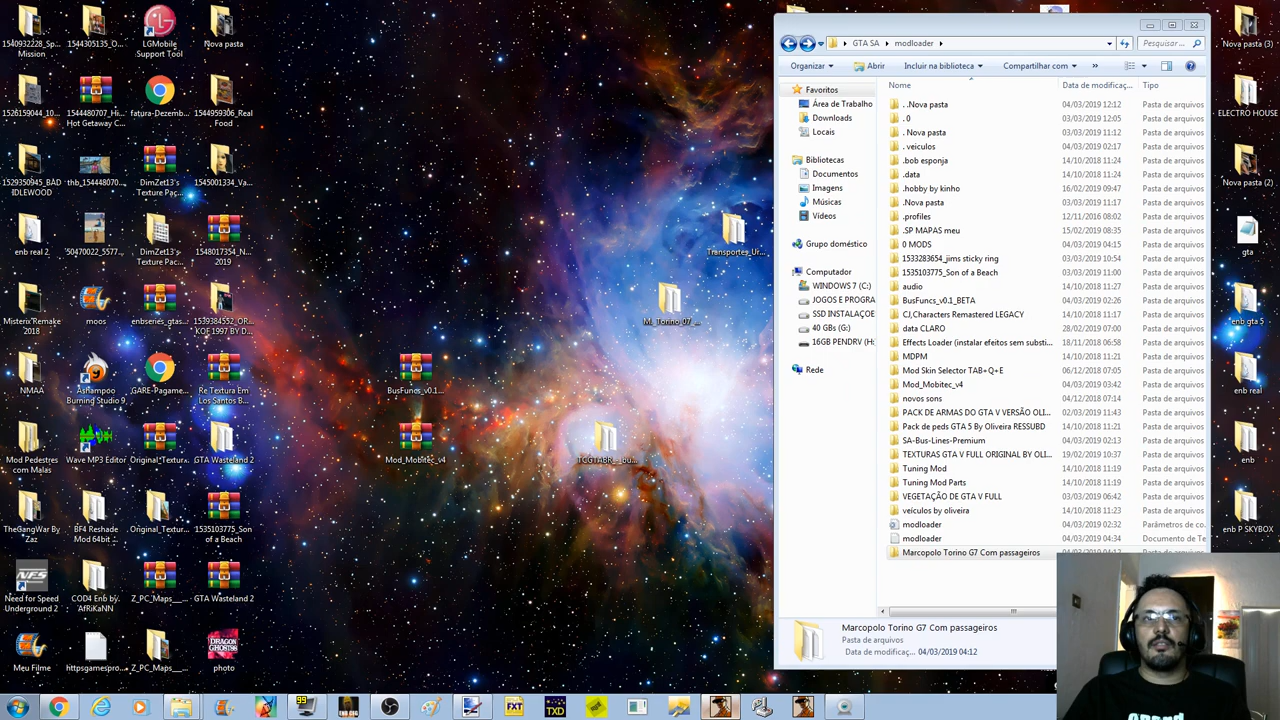 1540932228_Sp...
Mission
1544305135_O...
LGMobile
Support Tool
Nova pasta
1526159044_10...
1544480707_Hi...
Hot Getaway C...
fatura-Dezemb...
1544959306_Real
Food
1529350945_BAD
IDLEWOOD
thb_154448070...
DimZet13's
Texture Pac...
1545001334_Va...
enb real
DimZet13's
Texture Pac...
1548017354_N...
2019
Misterix Remake
2018
moos
enbseries_gtas...
1539384552_OR...
KOF 1997 BY D...
NMAA
Ashampoo
Burning Studio 9
GARE-Pagame...
Re Textura Em
Los Santos B...
Mod Pedestres
com Malas
Wave MP3 Editor
Original_Textur...
GTA Wasteland 2
TheGangWar By
Zaz
BF4 Reshade
Mod 64bit ...
Original_Textur...
1535103775_Son
of a Beach
Need for Speed
Underground 2
COD4 Enb by
'AfRiKaNN
Z_PC_Maps___...
GTA Wasteland 2
Meu Filme
httpsgamespro...
Z_PC_Maps___...
DRAGON
photo
BusFuncs_v0.1...
Mod_Mobitec_v4
Transportes_Ur...
M._Torino_07_...
GTA SA
modloader
Pesquisar ...
Organizar
Abrir
Incluir na biblioteca
Compartilhar com
»
Favoritos
Área de Trabalho
Downloads
Locais
Bibliotecas
Documentos
Imagens
Músicas
Vídeos
Grupo doméstico
Computador
WINDOWS 7 (C:)
JOGOS E PROGRA
SSD INSTALAÇOE
40 GBs (G:)
16GB PENDRV (H:
Rede
Nome
Data de modificaç...
Tipo
. .Nova pasta
04/03/2019 12:12
Pasta de arquivos
. 0
03/03/2019 12:05
Pasta de arquivos
. Nova pasta
03/03/2019 11:12
Pasta de arquivos
. veiculos
04/03/2019 02:17
Pasta de arquivos
.bob esponja
14/10/2018 11:24
Pasta de arquivos
.data
14/10/2018 11:24
Pasta de arquivos
.hobby by kinho
16/02/2019 09:47
Pasta de arquivos
.Nova pasta
03/03/2019 11:17
Pasta de arquivos
.profiles
12/11/2016 08:02
Pasta de arquivos
.SP MAPAS meu
15/02/2019 08:35
Pasta de arquivos
0 MODS
04/03/2019 04:15
Pasta de arquivos
1533283654_jims sticky ring
03/03/2019 10:54
Pasta de arquivos
1535103775_Son of a Beach
03/03/2019 11:00
Pasta de arquivos
audio
14/10/2018 11:27
Pasta de arquivos
BusFuncs_v0.1_BETA
04/03/2019 02:26
Pasta de arquivos
CJ,Characters Remastered LEGACY
14/10/2018 11:17
Pasta de arquivos
data CLARO
28/02/2019 07:00
Pasta de arquivos
Effects Loader (instalar efeitos sem substi...
18/11/2018 06:58
Pasta de arquivos
MDPM
14/10/2018 11:21
Pasta de arquivos
Mod Skin Selector TAB+Q+E
06/12/2018 07:05
Pasta de arquivos
Mod_Mobitec_v4
04/03/2019 03:42
Pasta de arquivos
novos sons
04/12/2018 07:14
Pasta de arquivos
PACK DE ARMAS DO GTA V VERSÃO OLI...
02/03/2019 11:43
Pasta de arquivos
Pack de peds GTA 5 By Oliveira RESSUBD
14/10/2018 11:21
Pasta de arquivos
SA-Bus-Lines-Premium
04/03/2019 02:13
Pasta de arquivos
TEXTURAS GTA V FULL ORIGINAL BY OLI...
19/02/2019 10:37
Pasta de arquivos
Tuning Mod
14/10/2018 11:19
Pasta de arquivos
Tuning Mod Parts
14/10/2018 11:19
Pasta de arquivos
VEGETAÇÃO DE GTA V FULL
03/03/2019 06:42
Pasta de arquivos
veículos by oliveira
14/10/2018 11:23
Pasta de arquivos
modloader
04/03/2019 02:32
Parâmetros de co...
modloader
04/03/2019 04:34
Documento de Te
Marcopolo Torino G7 Com passageiros
Marcopolo Torino G7 Com passageiros
Pasta de arquivos
Data de modificaç...
04/03/2019 04:12
Nova pasta (3)
ELECTRO HOUSE
Nova pasta (2)
gta
enb gta 5
enb real
enb
enb P SKYBOX
99
FXT
TXD